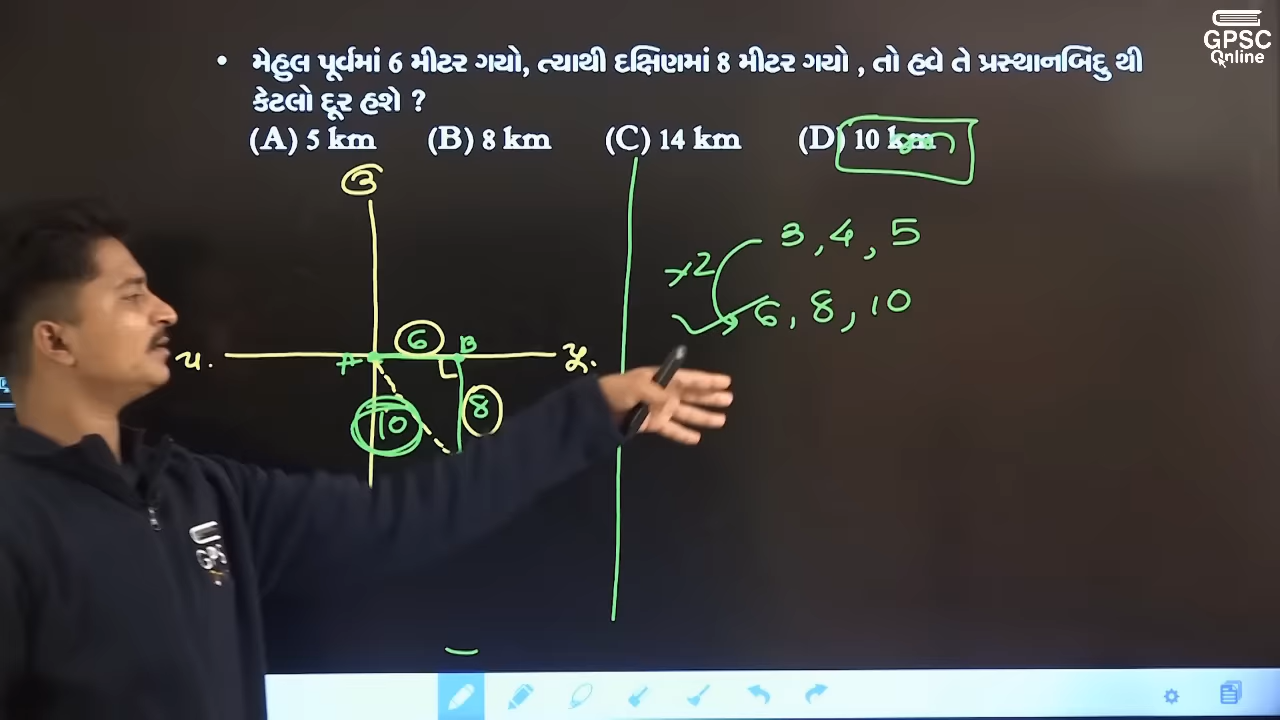 GPSC
Online
• મેહુલ પૂર્વમાં 6 મીટર ગયો, ત્યાથી દક્ષિણમાં 8 મીટર ગયો , તો હવે તે પ્રસ્થાનબિંદુ થી
કેટલો દૂર હશે ?
(A) 5 km (B) 8 km (C) 14 km (D) 10 km
ઉ
3, 4, 5
×2
6, 8, 10
6 B
પ. A પૂ.
8
10